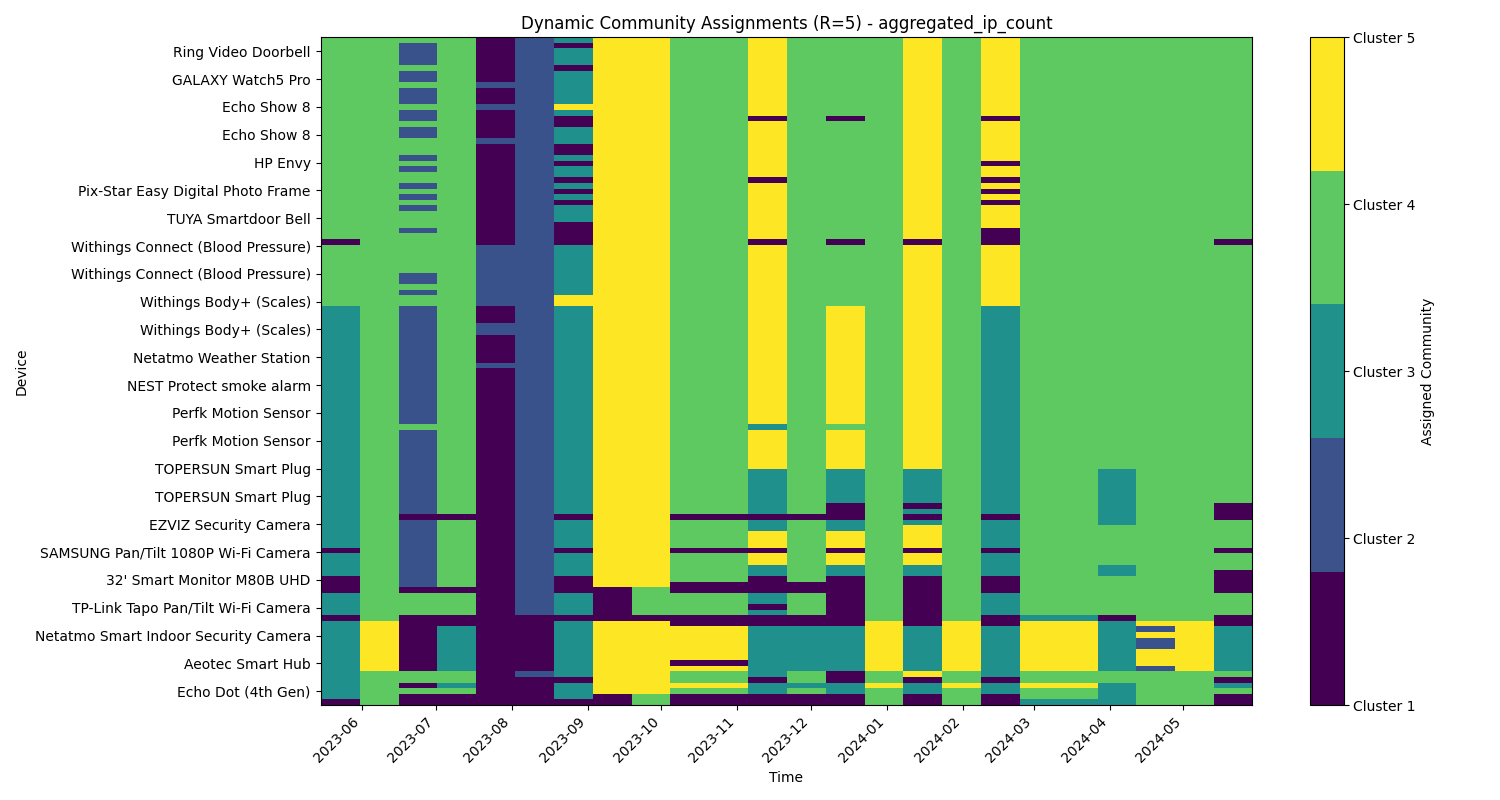 Dynamic Community Assignments (R=5) - aggregated_ip_count
Device
Ring Video Doorbell
GALAXY Watch5 Pro
Echo Show 8
Echo Show 8
HP Envy
Pix-Star Easy Digital Photo Frame
TUYA Smartdoor Bell
Withings Connect (Blood Pressure)
Withings Connect (Blood Pressure)
Withings Body+ (Scales)
Withings Body+ (Scales)
Netatmo Weather Station
NEST Protect smoke alarm
Perfk Motion Sensor
Perfk Motion Sensor
TOPERSUN Smart Plug
TOPERSUN Smart Plug
EZVIZ Security Camera
SAMSUNG Pan/Tilt 1080P Wi-Fi Camera
32' Smart Monitor M80B UHD
TP-Link Tapo Pan/Tilt Wi-Fi Camera
Netatmo Smart Indoor Security Camera
Aeotec Smart Hub
Echo Dot (4th Gen)
2023-06
2023-07
2023-08
2023-09
2023-10
2023-11
2023-12
2024-01
2024-02
2024-03
2024-04
2024-05
Time
Cluster 5
Cluster 4
Cluster 3
Cluster 2
Cluster 1
Assigned Community